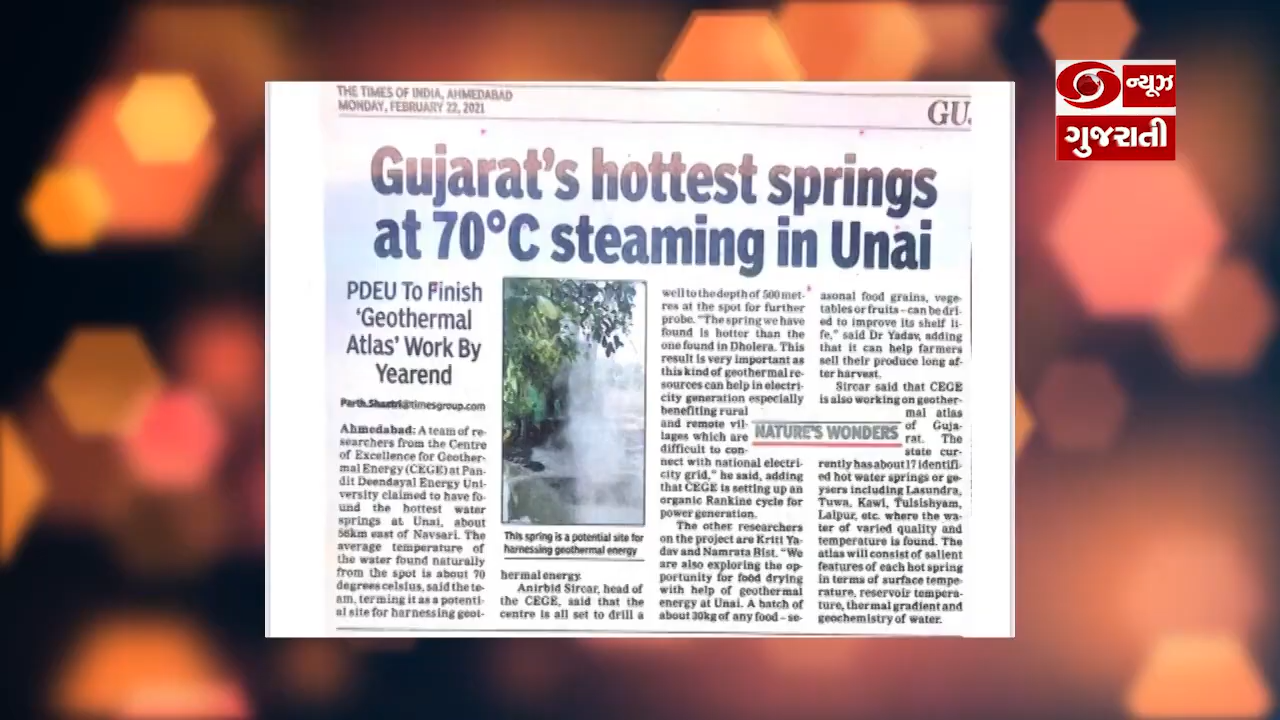 THE TIMES OF INDIA, AHMEDABAD
MONDAY, FEBRUARY 22, 2021
GU.
ન્યૂઝ
ગુજરાતી
Gujarat's hottest springs
at 70°C steaming in Unai
PDEU To Finish
'Geothermal
Atlas' Work By
Yearend
Parth.Shastri@timesgroup.com
Ahmedabad: A team of re-
searchers from the Centre
of Excellence for Geother-
mal Energy (CEGE) at Pan-
dit Deendayal Energy Uni-
versity claimed to have fo-
und the hottest water
springs at Unai, about
56km east of Navsari. The
average temperature of
the water found naturally
from the spot is about 70
degrees celsius, said the te-
am, terming it as a potenti-
al site for harnessing geot-
This spring is a potential site for
harnessing geothermal energy
hermal energy.
Anirbid Sircar, head of
the CEGE, said that the
centre is all set to drill a
well to the depth of 500 met-
res at the spot for further
probe. "The spring we have
found is hotter than the
one found in Dholera. This
result is very important as
this kind of geothermal re-
sources can help in electri-
city generation especially
benefiting rural
and remote vil-
lages which are
difficult to con-
nect with national electri-
city grid," he said, adding
that CEGE is setting up an
organic Rankine cycle for
power generation.
The other researchers
on the project are Kriti Ya-
dav and Namrata Bist. "We
are also exploring the op-
portunity for food drying
with help of geothermal
energy at Unai. A batch of
about 30kg of any food – se-
NATURE'S WONDERS
asonal food grains, vege-
tables or fruits – can be dri-
ed to improve its shelf li-
fe," said Dr Yadav, adding
that it can help farmers
sell their produce long af-
ter harvest.
Sircar said that CEGE
is also working on geother-
mal atlas
of Guja-
rat. The
state cur-
rently has about 17 identifi-
ed hot water springs or ge-
ysers including Lasundra,
Tuwa, Kawi, Tulsishyam,
Lalpur, etc. where the wa-
ter of varied quality and
temperature is found. The
atlas will consist of salient
features of each hot spring
in terms of surface tempe-
rature, reservoir tempera-
ture, thermal gradient and
geochemistry of water.